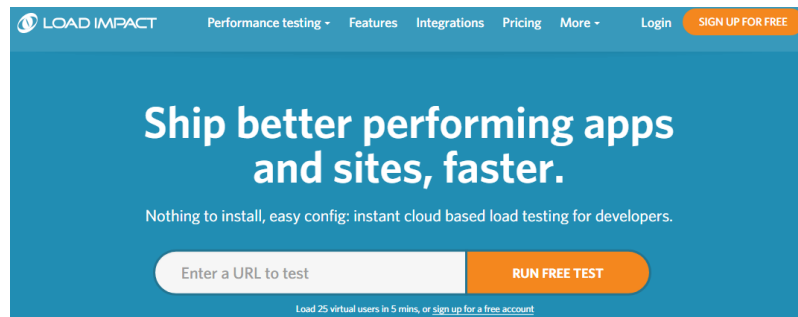 LOAD IMPACT Performance testing Features Integrations Pricing More Login SIGN UP FOR FREE
Ship better performing apps
and sites, faster.
Nothing to install, easy config: instant cloud based load testing for developers.
Enter a URL to test RUN FREE TEST
Load 25 virtual users in 5 mins, or sign up for a free account